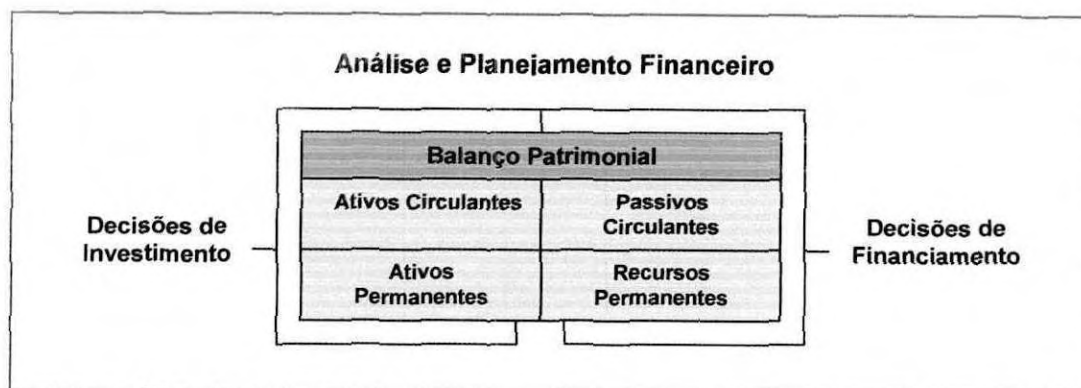 Análise e Planejamento Financeiro
Balanço Patrimonial
Ativos Circulantes
Passivos
Circulantes
Decisões de
Investimento
Decisões de
Financiamento
Ativos
Permanentes
Recursos
Permanentes